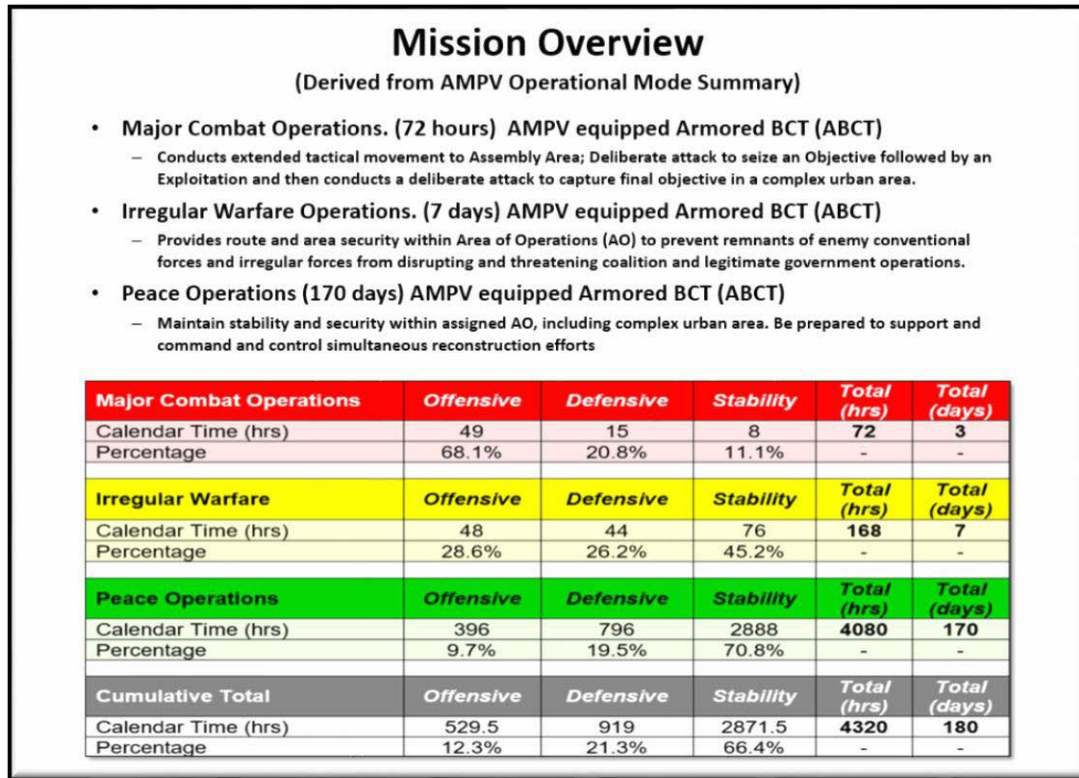 Mission Overview
(Derived from AMPV Operational Mode Summary)
• Major Combat Operations. (72 hours) AMPV equipped Armored BCT (ABCT)
– Conducts extended tactical movement to Assembly Area; Deliberate attack to seize an Objective followed by an
Exploitation and then conducts a deliberate attack to capture final objective in a complex urban area.
• Irregular Warfare Operations. (7 days) AMPV equipped Armored BCT (ABCT)
– Provides route and area security within Area of Operations (AO) to prevent remnants of enemy conventional
forces and irregular forces from disrupting and threatening coalition and legitimate government operations.
• Peace Operations (170 days) AMPV equipped Armored BCT (ABCT)
– Maintain stability and security within assigned AO, including complex urban area. Be prepared to support and
command and control simultaneous reconstruction efforts
Major Combat Operations Offensive Defensive Stability Total (hrs) Total (days)
Calendar Time (hrs) 49 15 8 72 3
Percentage 68.1% 20.8% 11.1% - -
Irregular Warfare Offensive Defensive Stability Total (hrs) Total (days)
Calendar Time (hrs) 48 44 76 168 7
Percentage 28.6% 26.2% 45.2% - -
Peace Operations Offensive Defensive Stability Total (hrs) Total (days)
Calendar Time (hrs) 396 796 2888 4080 170
Percentage 9.7% 19.5% 70.8% - -
Cumulative Total Offensive Defensive Stability Total (hrs) Total (days)
Calendar Time (hrs) 529.5 919 2871.5 4320 180
Percentage 12.3% 21.3% 66.4% - -